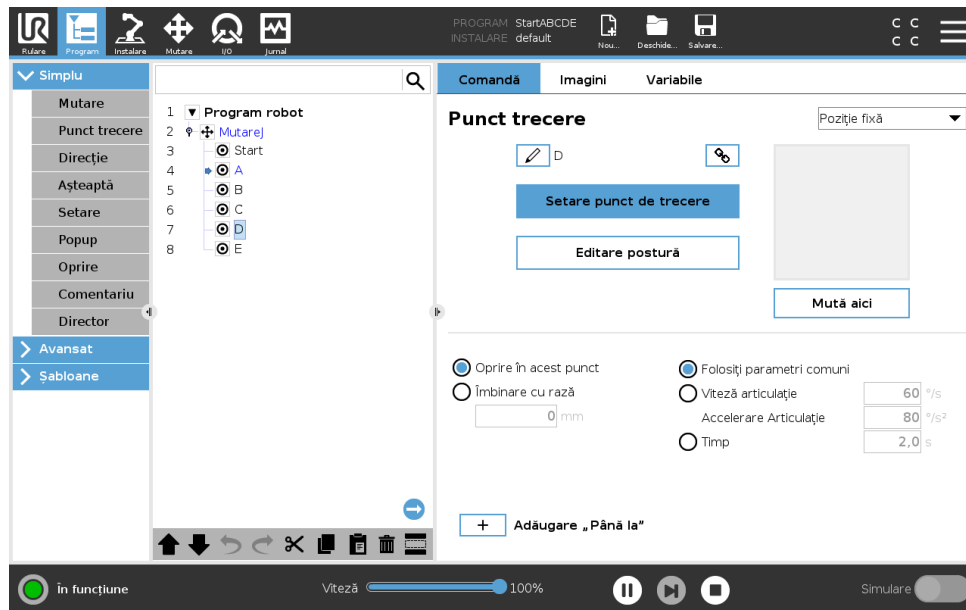 UR
PROGRAM StartABCDE
INSTALARE default
Rulare Program Instalare Mutare I/O Jurnal Nou... Deschide... Salvare...
C C
C C
Simplu
Mutare
Punct trecere
Direcție
Așteaptă
Setare
Popup
Oprire
Comentariu
Director
Avansat
Șabloane
1 Program robot
2 MutareJ
3 Start
4 A
5 B
6 C
7 D
8 E
Comandă Imagini Variabile
Punct trecere
Poziție fixă
D
Setare punct de trecere
Editare postură
Mută aici
Oprire în acest punct
Îmbinare cu rază
0 mm
Folosiți parametri comuni
Viteză articulație 60 °/s
Accelerare Articulație 80 °/s²
Timp 2,0 s
+ Adăugare „Până la”
În funcțiune
Viteză 100%
Simulare